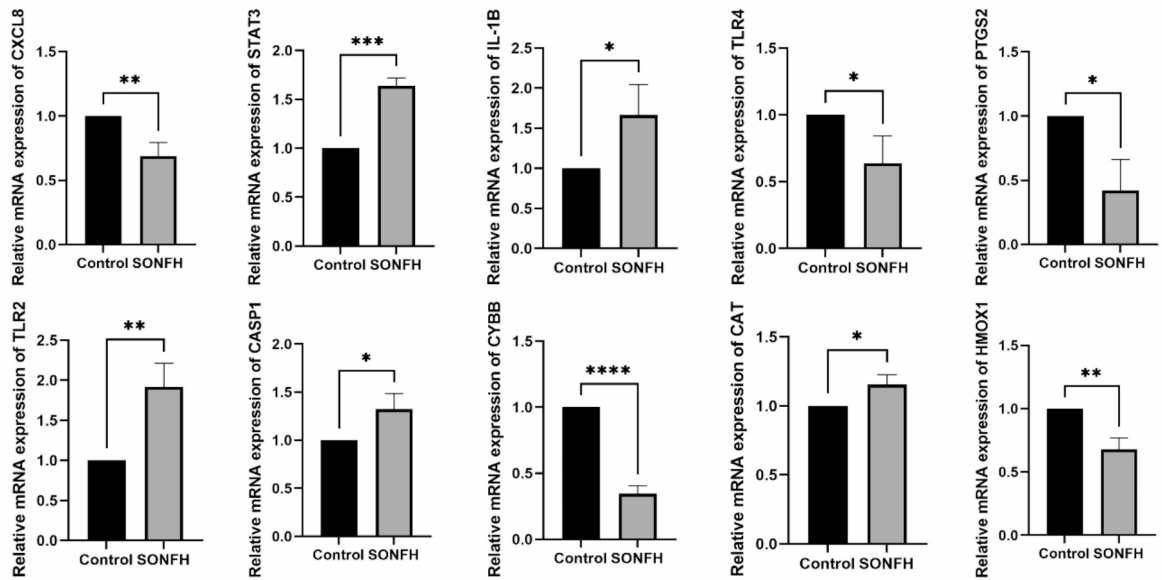 Relative mRNA expression of CXCL8
1.5
1.0
0.5
0.0
**
Control SONFH
Relative mRNA expression of STAT3
2.0
1.5
1.0
0.5
0.0
***
Control SONFH
Relative mRNA expression of IL-1B
2.5
2.0
1.5
1.0
0.5
0.0
*
Control SONFH
Relative mRNA expression of TLR4
1.5
1.0
0.5
0.0
*
Control SONFH
Relative mRNA expression of PTGS2
1.5
1.0
0.5
0.0
*
Control SONFH
Relative mRNA expression of TLR2
2.5
2.0
1.5
1.0
0.5
0.0
**
Control SONFH
Relative mRNA expression of CASP1
2.0
1.5
1.0
0.5
0.0
*
Control SONFH
Relative mRNA expression of CYBB
1.5
1.0
0.5
0.0
****
Control SONFH
Relative mRNA expression of CAT
1.5
1.0
0.5
0.0
*
Control SONFH
Relative mRNA expression of HMOX1
1.5
1.0
0.5
0.0
**
Control SONFH